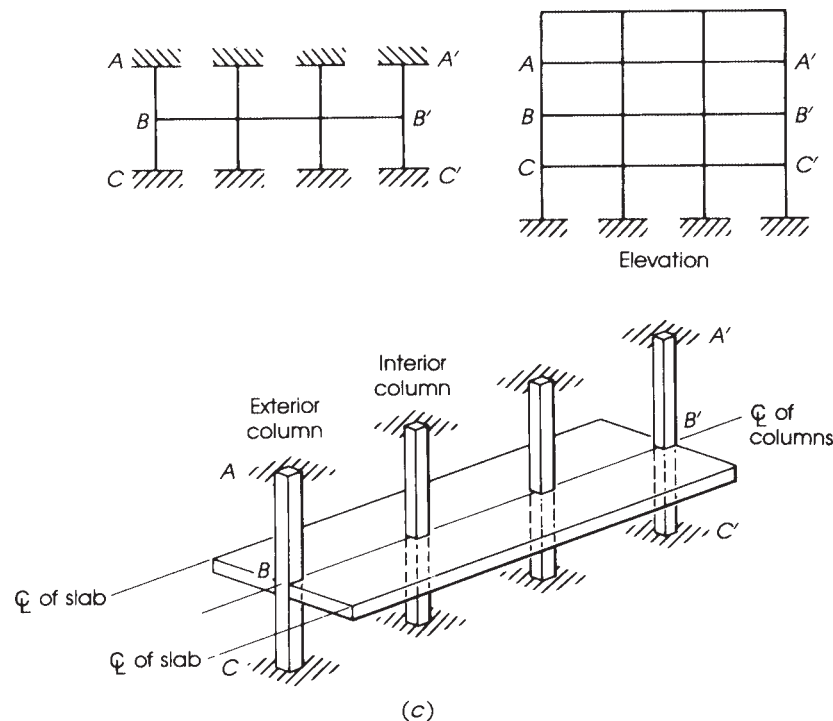 A
A′
B
B′
C
C′
A
A′
B
B′
C
C′
Elevation
Interior
column
Exterior
column
A
A′
B′
℄ of
columns
B
C′
℄ of slab
℄ of slab
C
(c)